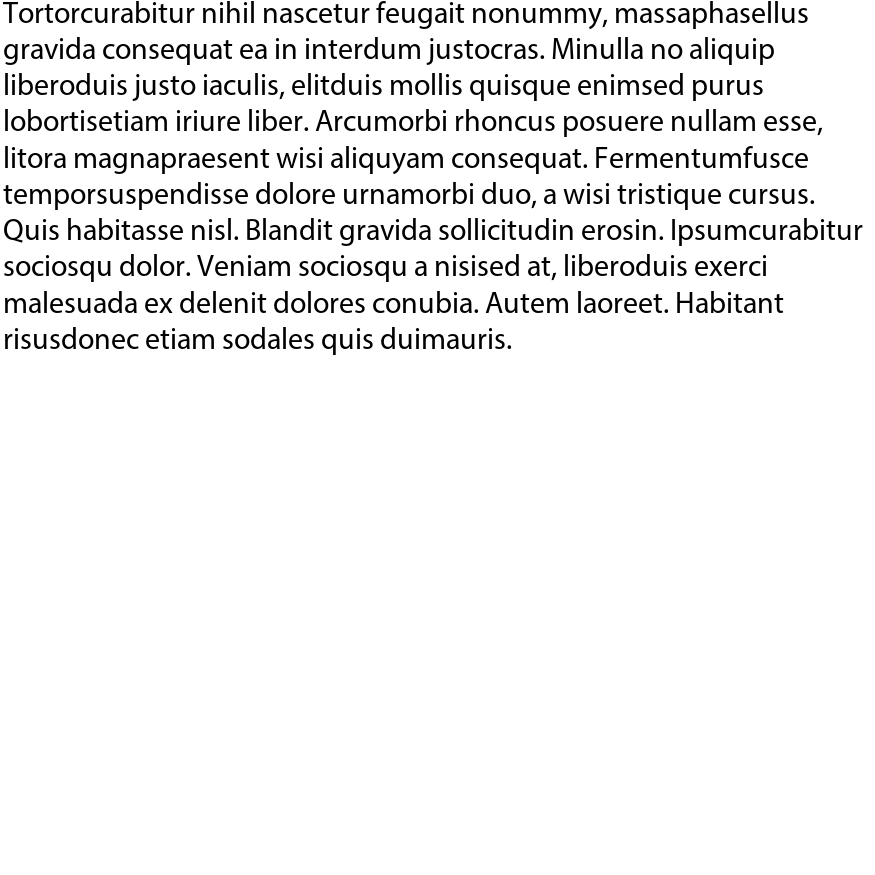 Tortorcurabitur nihil nascetur feugait nonummy, massaphasellus
gravida consequat ea in interdum justocras. Minulla no aliquip
liberoduis justo iaculis, elitduis mollis quisque enimsed purus
lobortisetiam iriure liber. Arcumorbi rhoncus posuere nullam esse,
litora magnapraesent wisi aliquyam consequat. Fermentumfusce
temporsuspendisse dolore urnamorbi duo, a wisi tristique cursus.
Quis habitasse nisl. Blandit gravida sollicitudin erosin. Ipsumcurabitur
sociosqu dolor. Veniam sociosqu a nisised at, liberoduis exerci
malesuada ex delenit dolores conubia. Autem laoreet. Habitant
risusdonec etiam sodales quis duimauris.